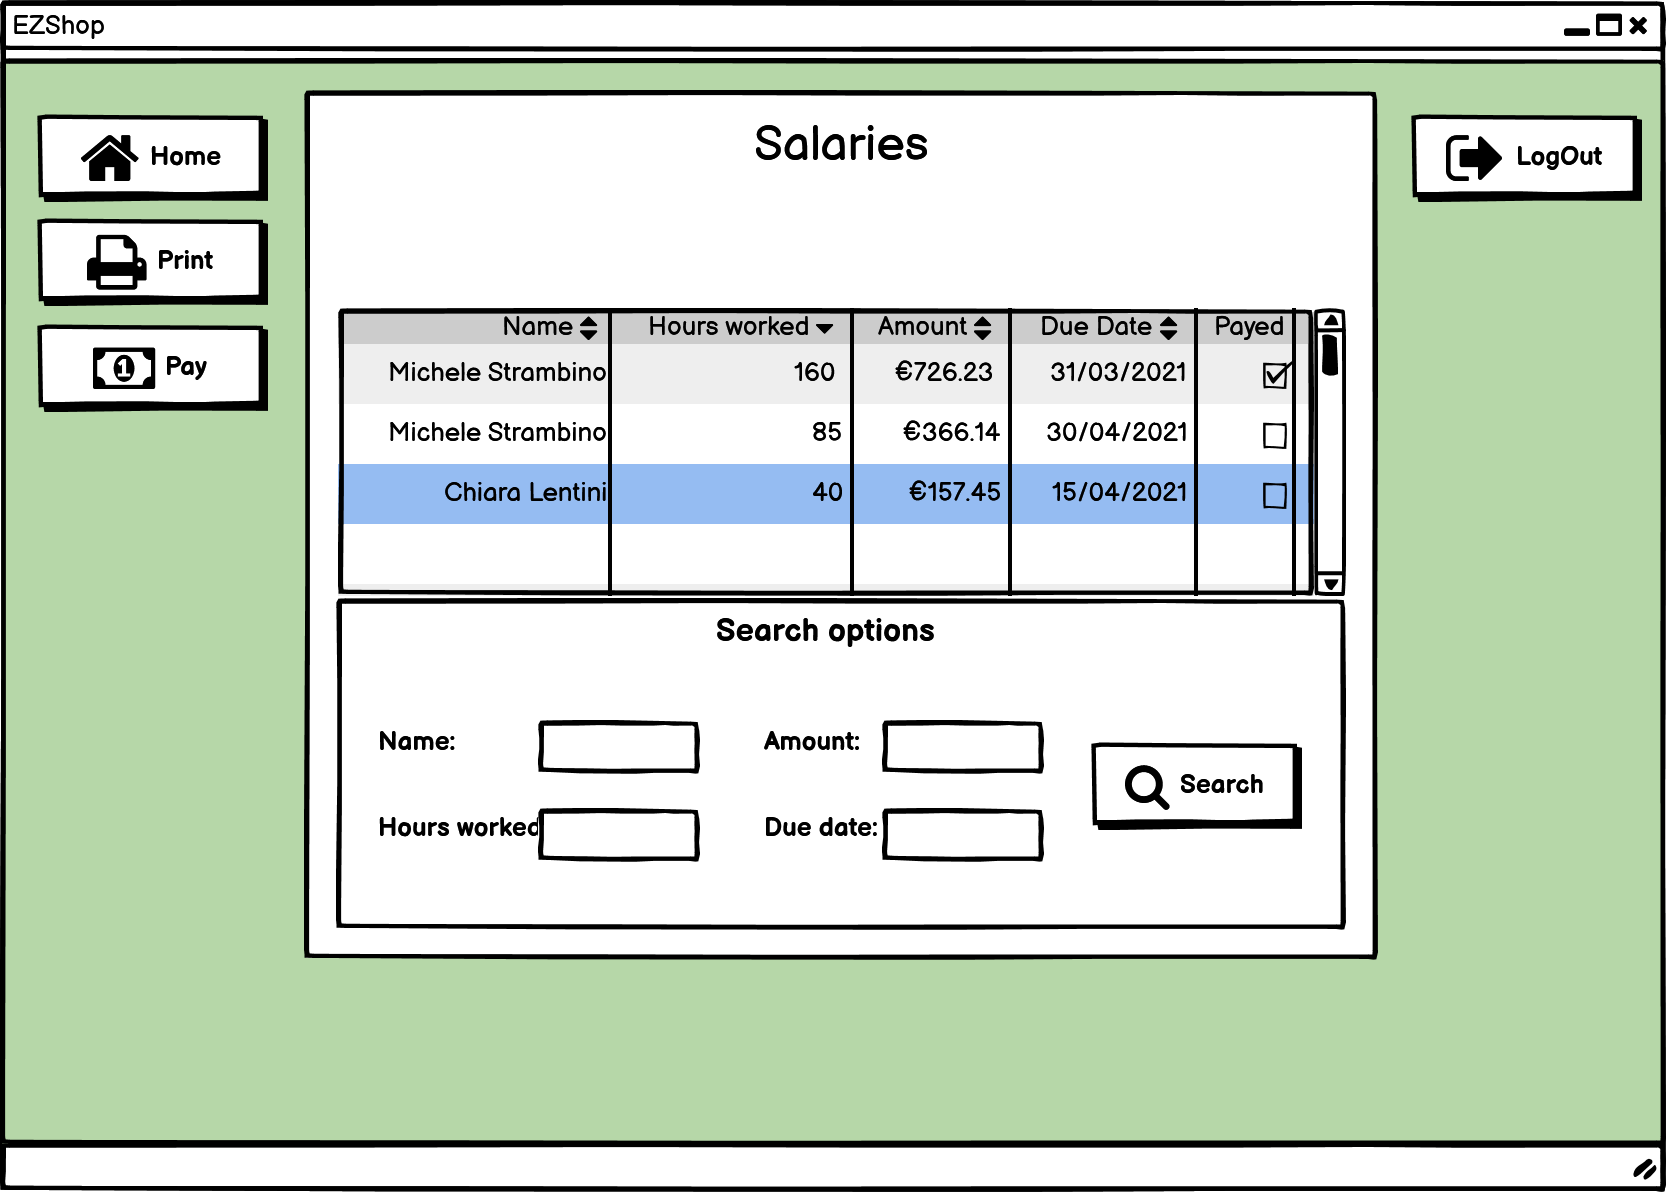 EZShop
Home
Print
Pay
LogOut
Salaries
Name Hours worked Amount Due Date Payed
Michele Strambino 160 €726.23 31/03/2021
Michele Strambino 85 €366.14 30/04/2021
Chiara Lentini 40 €157.45 15/04/2021
Search options
Name: Amount:
Search
Hours worked Due date: